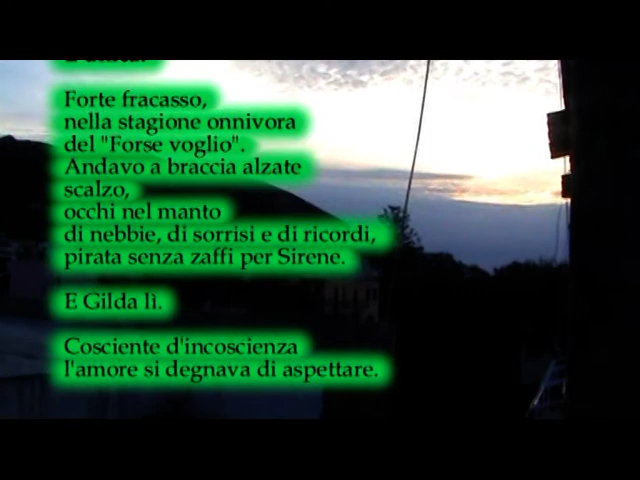 Forte fracasso,
nella stagione onnivora
del "Forse voglio".
Andavo a braccia alzate
scalzo,
occhi nel manto
di nebbie, di sorrisi e di ricordi,
pirata senza zaffi per Sirene.
E Gilda lì.
Cosciente d'incoscienza
l'amore si degnava di aspettare.